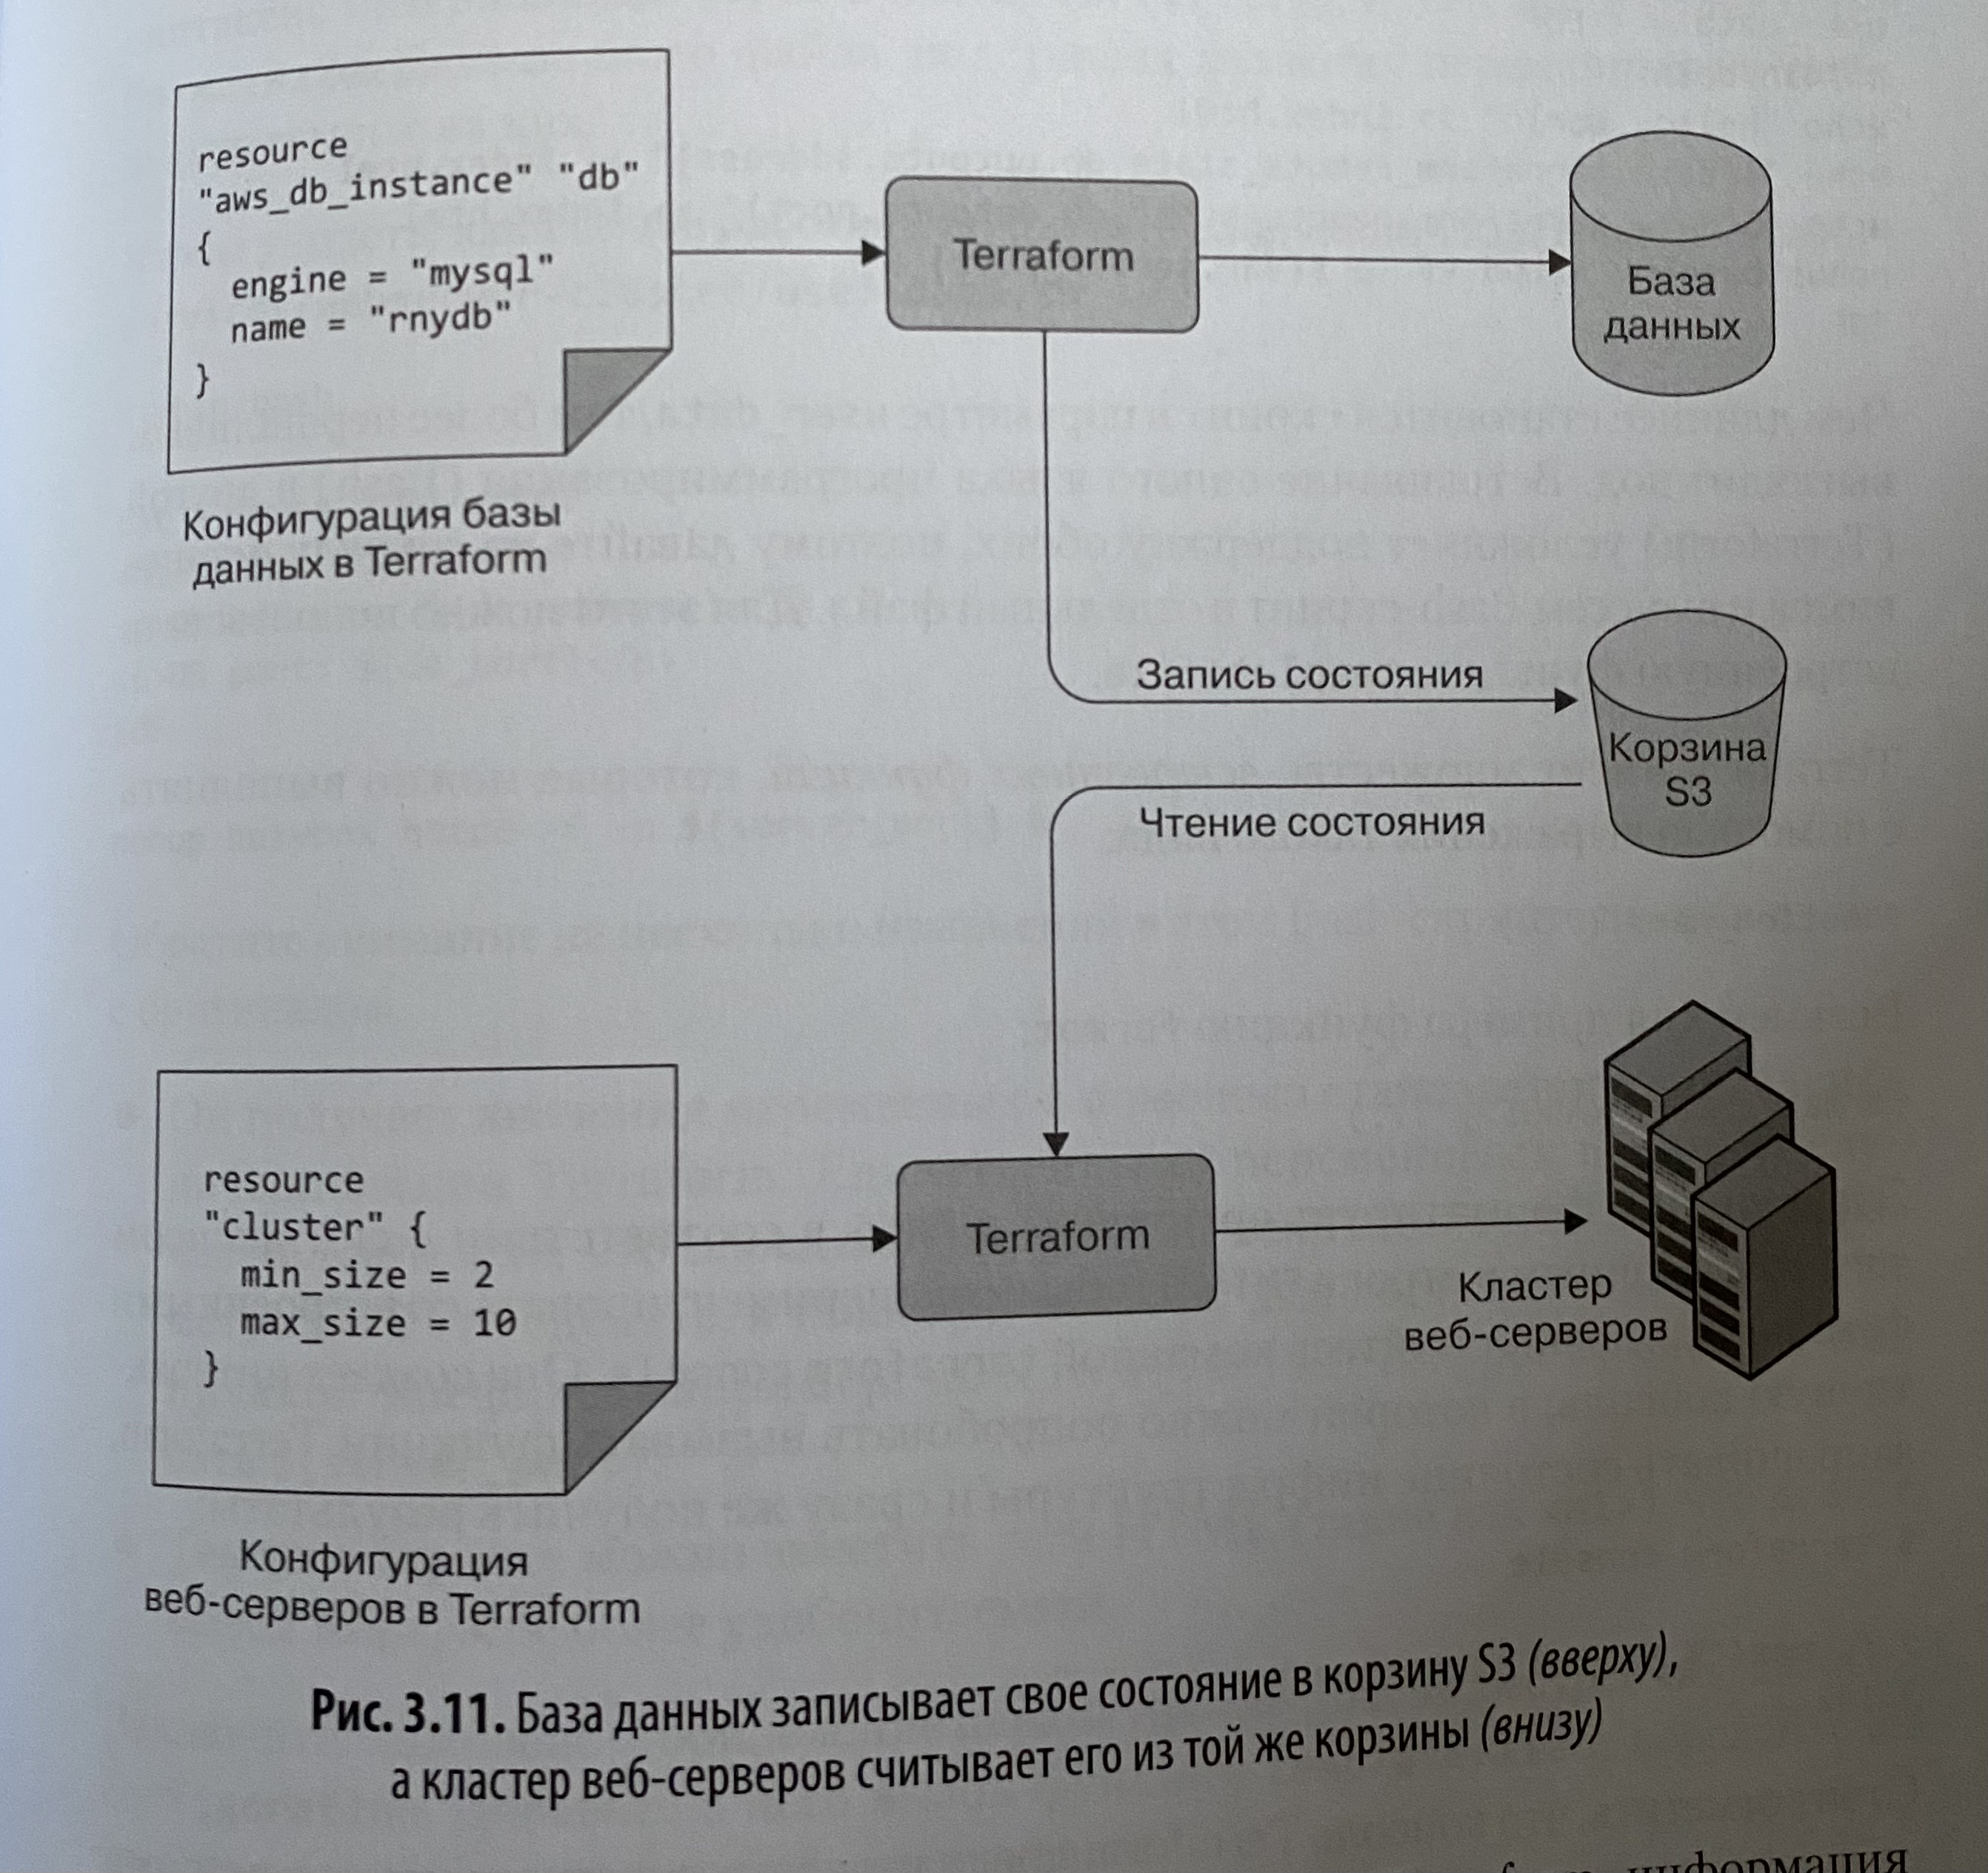 resource
"aws_db_instance" "db"
{
engine = "mysql"
name = "rnydb"
}
Конфигурация базы
данных в Terraform
Terraform
База
данных
Запись состояния
Корзина
S3
Чтение состояния
resource
"cluster" {
min_size = 2
max_size = 10
}
Конфигурация
веб-серверов в Terraform
Terraform
Кластер
веб-серверов
Рис. 3.11. База данных записывает свое состояние в корзину S3 (вверху),
а кластер веб-серверов считывает его из той же корзины (внизу)
информация